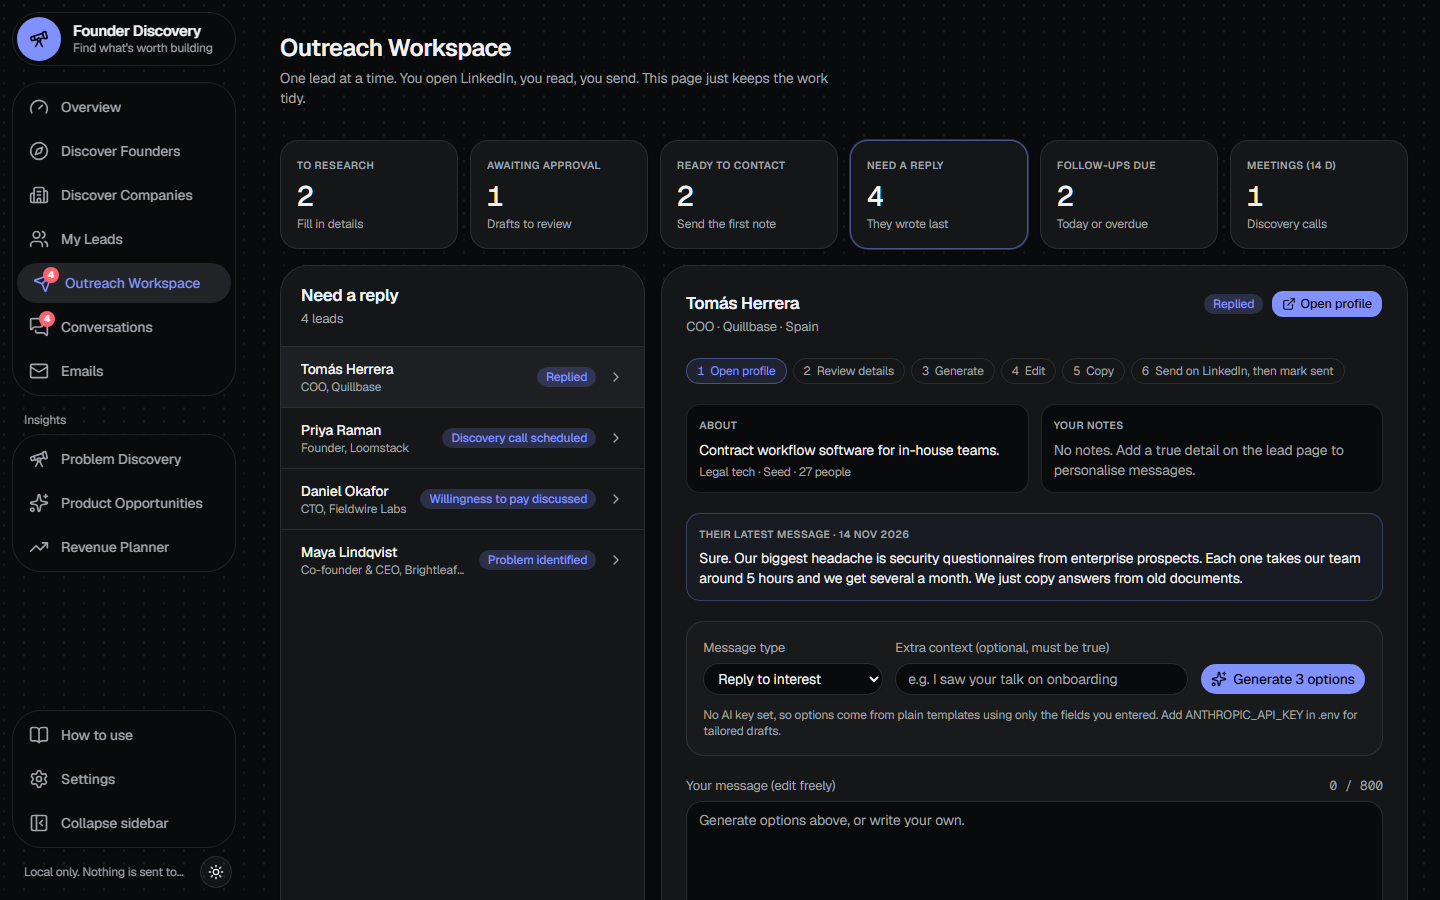 Founder Discovery
Find what's worth building
Overview
Discover Founders
Discover Companies
My Leads
4
Outreach Workspace
4
Conversations
Emails
Insights
Problem Discovery
Product Opportunities
Revenue Planner
How to use
Settings
Collapse sidebar
Local only. Nothing is sent to...
Outreach Workspace
One lead at a time. You open LinkedIn, you read, you send. This page just keeps the work
tidy.
TO RESEARCH
2
Fill in details
AWAITING APPROVAL
1
Drafts to review
READY TO CONTACT
2
Send the first note
NEED A REPLY
4
They wrote last
FOLLOW-UPS DUE
2
Today or overdue
MEETINGS (14 D)
1
Discovery calls
Need a reply
4 leads
Tomás Herrera
COO, Quillbase
Replied
Priya Raman
Founder, Loomstack
Discovery call scheduled
Daniel Okafor
CTO, Fieldwire Labs
Willingness to pay discussed
Maya Lindqvist
Co-founder & CEO, Brightleaf...
Problem identified
Tomás Herrera
COO · Quillbase · Spain
Replied
Open profile
1 Open profile
2 Review details
3 Generate
4 Edit
5 Copy
6 Send on LinkedIn, then mark sent
ABOUT
Contract workflow software for in-house teams.
Legal tech · Seed · 27 people
YOUR NOTES
No notes. Add a true detail on the lead page to
personalise messages.
THEIR LATEST MESSAGE · 14 NOV 2026
Sure. Our biggest headache is security questionnaires from enterprise prospects. Each one takes our team
around 5 hours and we get several a month. We just copy answers from old documents.
Message type
Reply to interest
Extra context (optional, must be true)
e.g. I saw your talk on onboarding
Generate 3 options
No AI key set, so options come from plain templates using only the fields you entered. Add ANTHROPIC_API_KEY in .env for
tailored drafts.
Your message (edit freely)
0 / 800
Generate options above, or write your own.